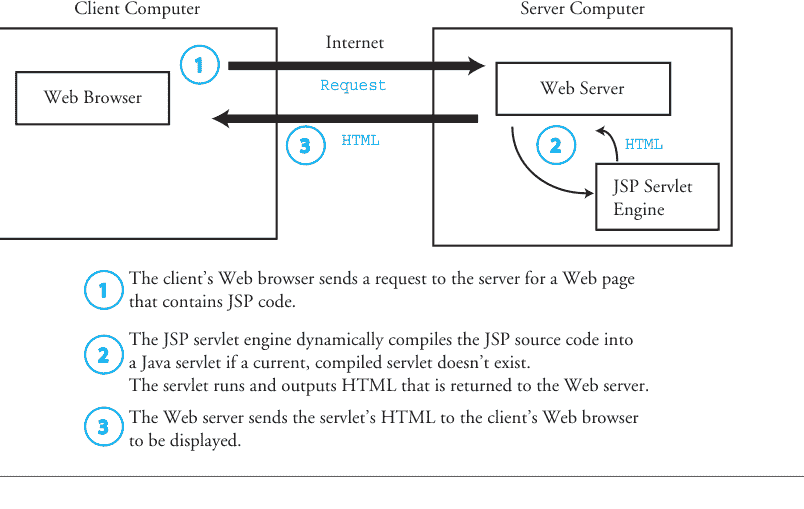 Client Computer
Server Computer
1
Internet
Request
Web Browser
Web Server
3
HTML
2
HTML
JSP Servlet
Engine
1
The client’s Web browser sends a request to the server for a Web page
that contains JSP code.
2
The JSP servlet engine dynamically compiles the JSP source code into
a Java servlet if a current, compiled servlet doesn’t exist.
The servlet runs and outputs HTML that is returned to the Web server.
3
The Web server sends the servlet’s HTML to the client’s Web browser
to be displayed.